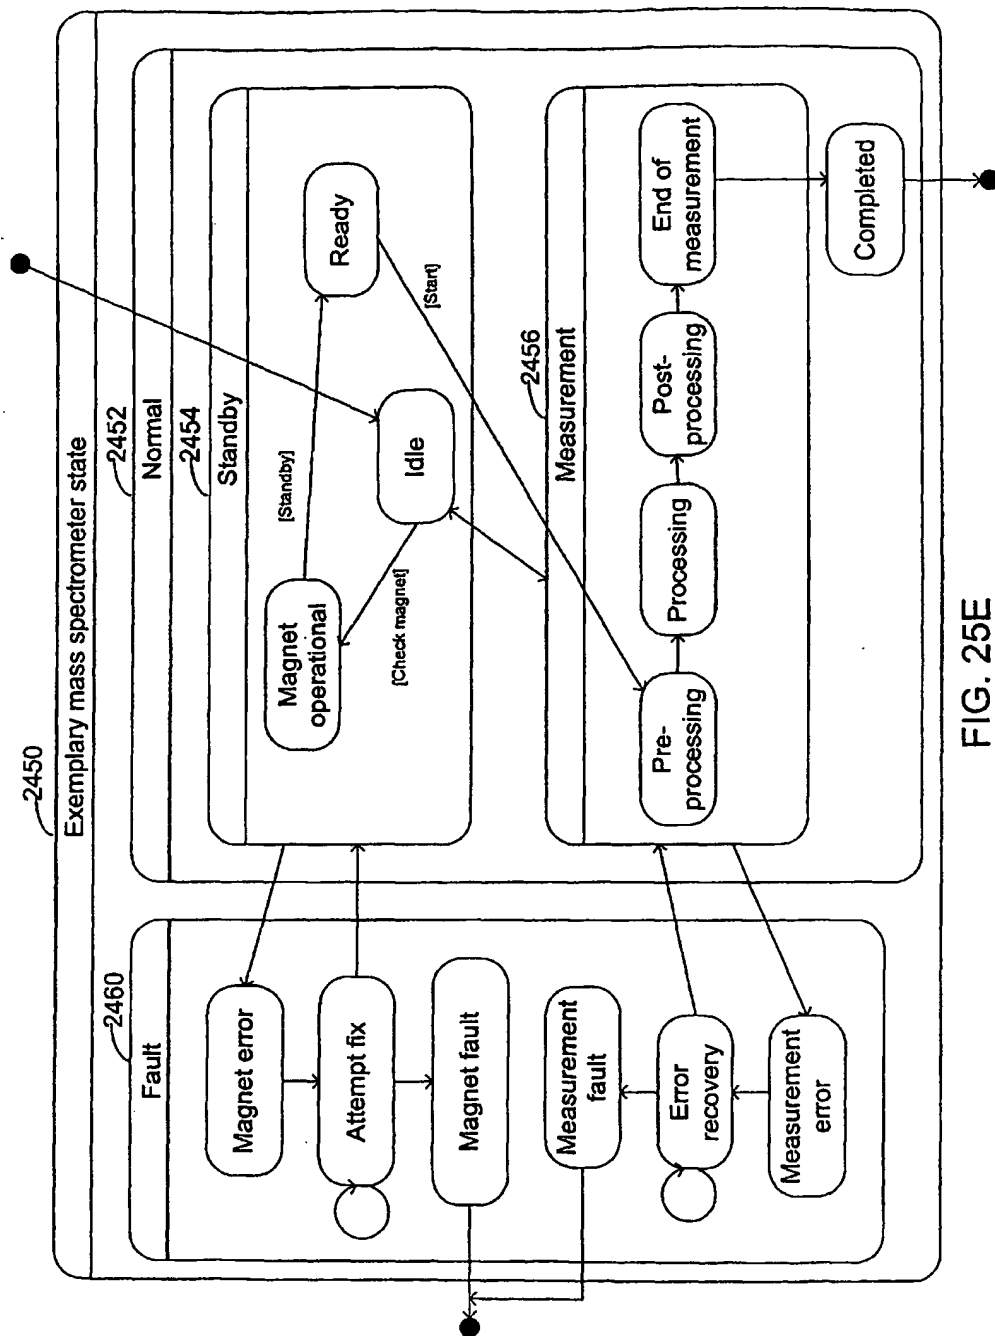 2450
Exemplary mass spectrometer state
2460
Fault
Magnet error
Attempt fix
Magnet fault
Measurement
fault
Error
recovery
Measurement
error
2452
Normal
2454
Standby
Magnet
operational
[Standby]
Ready
[Check magnet]
Idle
[Start]
2456
Measurement
Pre-
processing
Processing
Post-
processing
End of
measurement
Completed
FIG. 25E